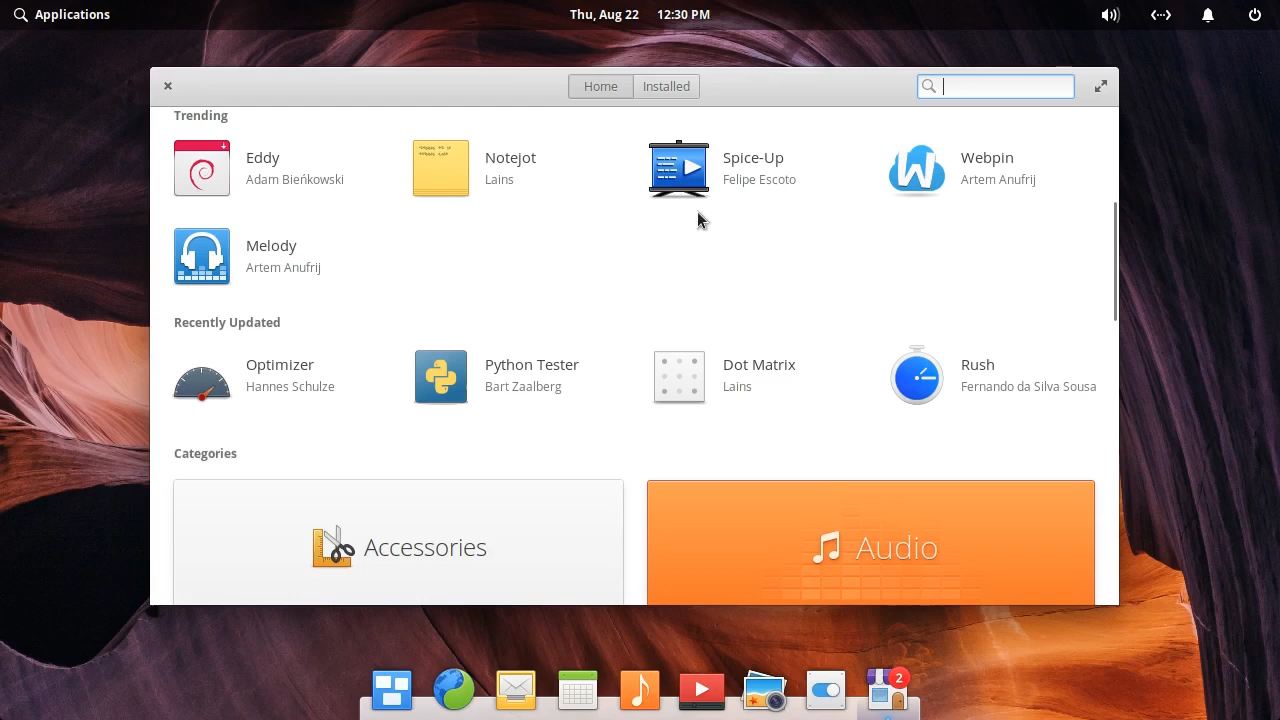 Applications
Thu, Aug 22 12:30 PM
Home Installed
Trending
Eddy Notejot Spice-Up Webpin
Adam Bieńkowski Lains Felipe Escoto Artem Anufrij
Melody
Artem Anufrij
Recently Updated
Optimizer Python Tester Dot Matrix Rush
Hannes Schulze Bart Zaalberg Lains Fernando da Silva Sousa
Categories
Accessories Audio
2